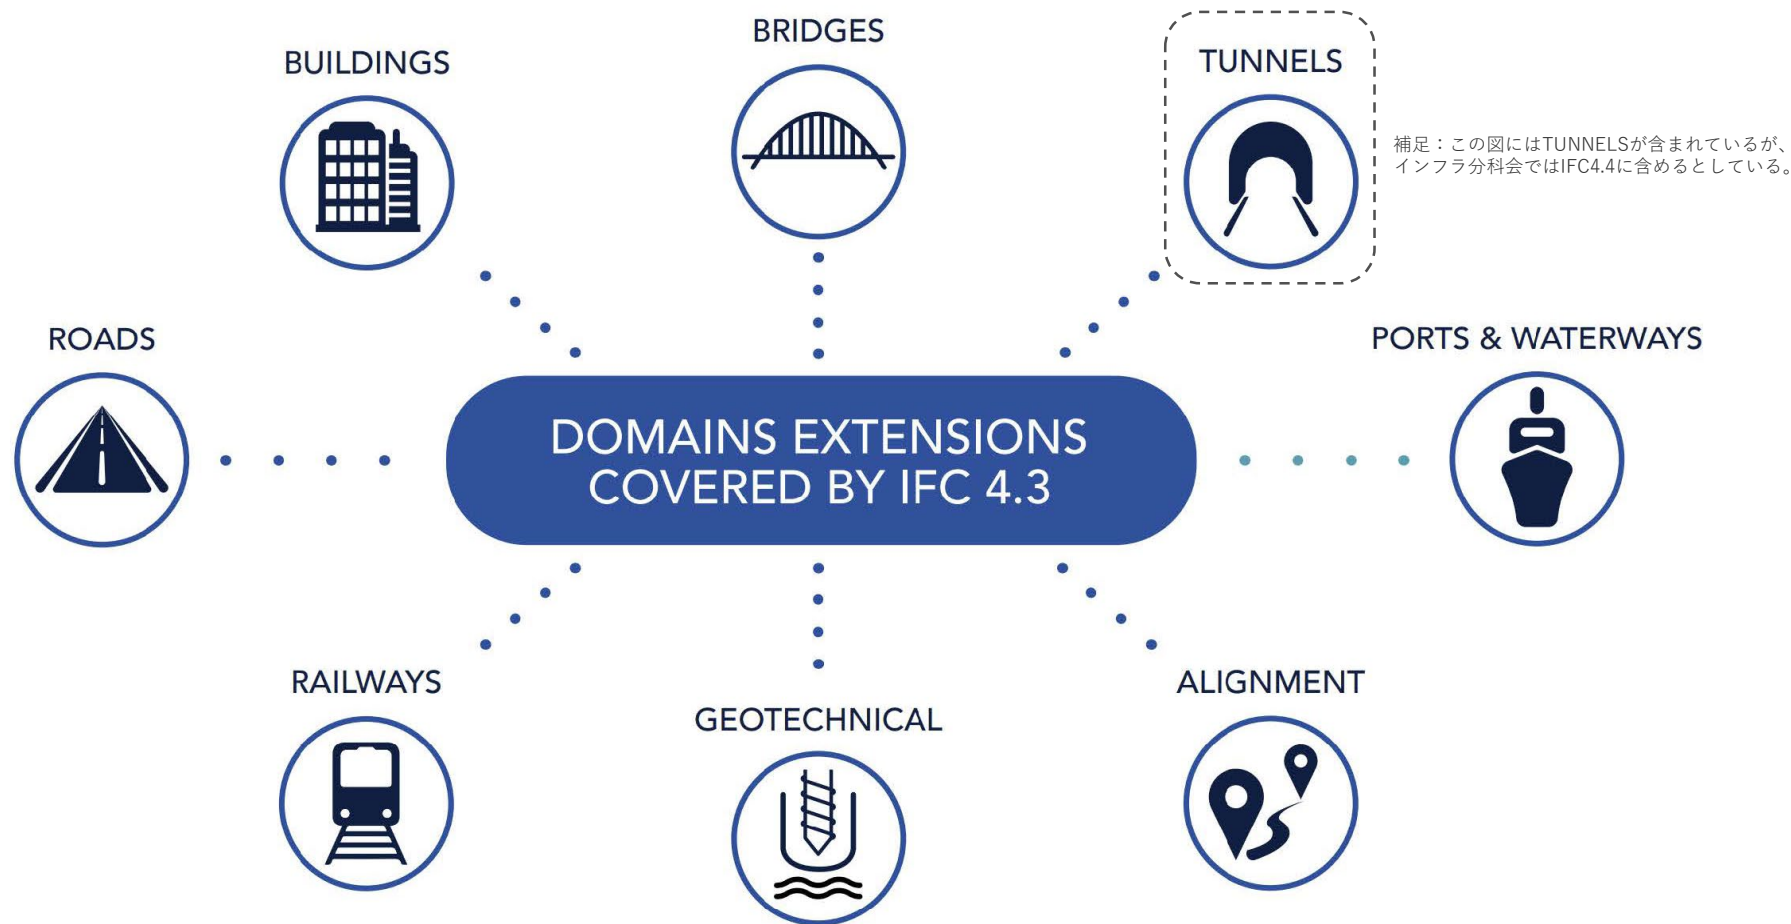 BRIDGES
BUILDINGS
TUNNELS
補足：この図にはTUNNELSが含まれているが、
インフラ分科会ではIFC4.4に含めるとしている。
ROADS
PORTS & WATERWAYS
DOMAINS EXTENSIONS
COVERED BY IFC 4.3
RAILWAYS
GEOTECHNICAL
ALIGNMENT